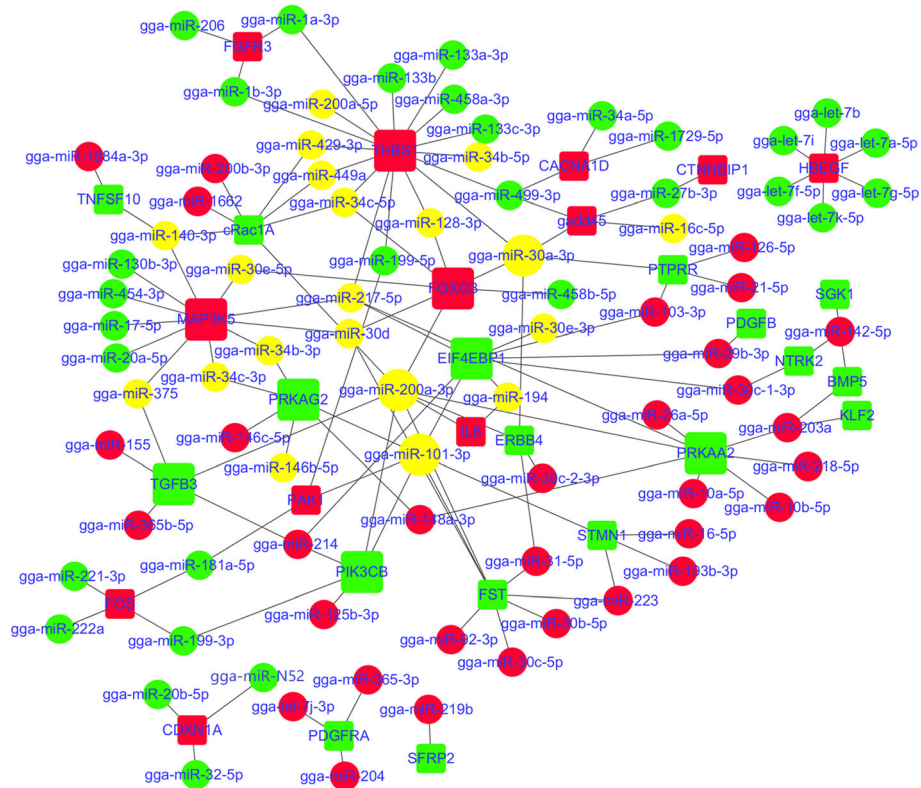 gga-miR-1a-3p
gga-miR-206
FGFR3
gga-miR-133a-3p
gga-miR-133b
gga-miR-1b-3p
gga-miR-200a-5p
gga-miR-458a-3p
gga-let-7b
gga-miR-34a-5p
gga-miR-133c-3p
gga-miR-1729-5p
gga-let-7i
gga-let-7a-5p
gga-miR-429-3p
THBS1
gga-miR-34b-5p
gga-miR-1684a-3p
gga-miR-200b-3p
CACNA1D
CTNNBIP1
HBEGF
gga-miR-449a
gga-let-7f-5p
gga-let-7g-5p
gga-miR-499-3p
gga-miR-27b-3p
TNFSF10
gga-miR-1662
gga-miR-34c-5p
gga-let-7k-5p
gga-miR-128-3p
gadd45
gga-miR-140-3p
cRac1A
gga-miR-16c-5p
gga-miR-126-5p
gga-miR-130b-3p
gga-miR-199-5p
gga-miR-30a-3p
gga-miR-30e-5p
PTPRR
gga-miR-454-3p
FOXO3
gga-miR-21-5p
gga-miR-217-5p
gga-miR-458b-5p
SGK1
gga-miR-103-3p
MAP3K5
gga-miR-17-5p
PDGFB
gga-miR-30d
gga-miR-30e-3p
gga-miR-142-5p
gga-miR-20a-5p
gga-miR-34b-3p
EIF4EBP1
gga-miR-29b-3p
NTRK2
gga-miR-34c-3p
gga-miR-200a-3p
gga-miR-30c-1-3p
BMP5
gga-miR-375
gga-miR-194
PRKAG2
gga-miR-26a-5p
KLF2
gga-miR-203a
gga-miR-155
gga-miR-146c-5p
IL6
ERBB4
gga-miR-101-3p
PRKAA2
gga-miR-146b-5p
gga-miR-218-5p
TGFB3
gga-miR-30c-2-3p
PAK1
gga-miR-10a-5p
gga-miR-10b-5p
gga-miR-365b-5p
gga-miR-148a-3p
gga-miR-214
STMN1
gga-miR-16-5p
gga-miR-181a-5p
gga-miR-31-5p
gga-miR-221-3p
PIK3CB
gga-miR-193b-3p
FOS
FST
gga-miR-223
gga-miR-125b-3p
gga-miR-222a
gga-miR-30b-5p
gga-miR-199-3p
gga-miR-92-3p
gga-miR-30c-5p
gga-miR-N52
gga-miR-365-3p
gga-miR-20b-5p
gga-let-7j-3p
gga-miR-219b
CDKN1A
PDGFRA
SFRP2
gga-miR-32-5p
gga-miR-204